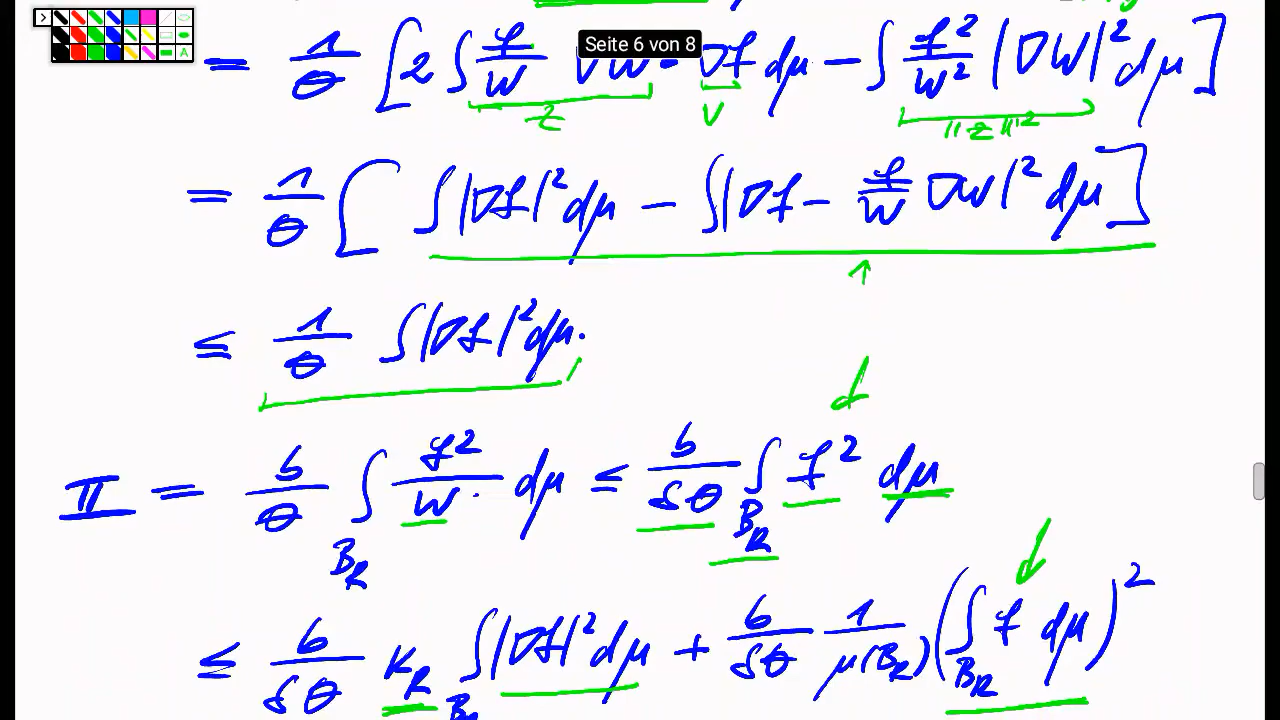 Seite 6 von 8
= 1/θ [2 ∫ f/W ∇W · ∇f dμ − ∫ f²/W² |∇W|² dμ]
z v ||z||²
= 1/θ [ ∫|∇f|² dμ − ∫|∇f − f/W ∇W|² dμ]
↑
≤ 1/θ ∫|∇f|² dμ.
II = b/θ ∫_{B_R} f²/W dμ ≤ b/(δθ) ∫_{B_R} f² dμ
≤ b/(δθ) K_R ∫_{B_R} |∇f|² dμ + b/(δθ) 1/μ(B_R) (∫_{B_R} f dμ)²